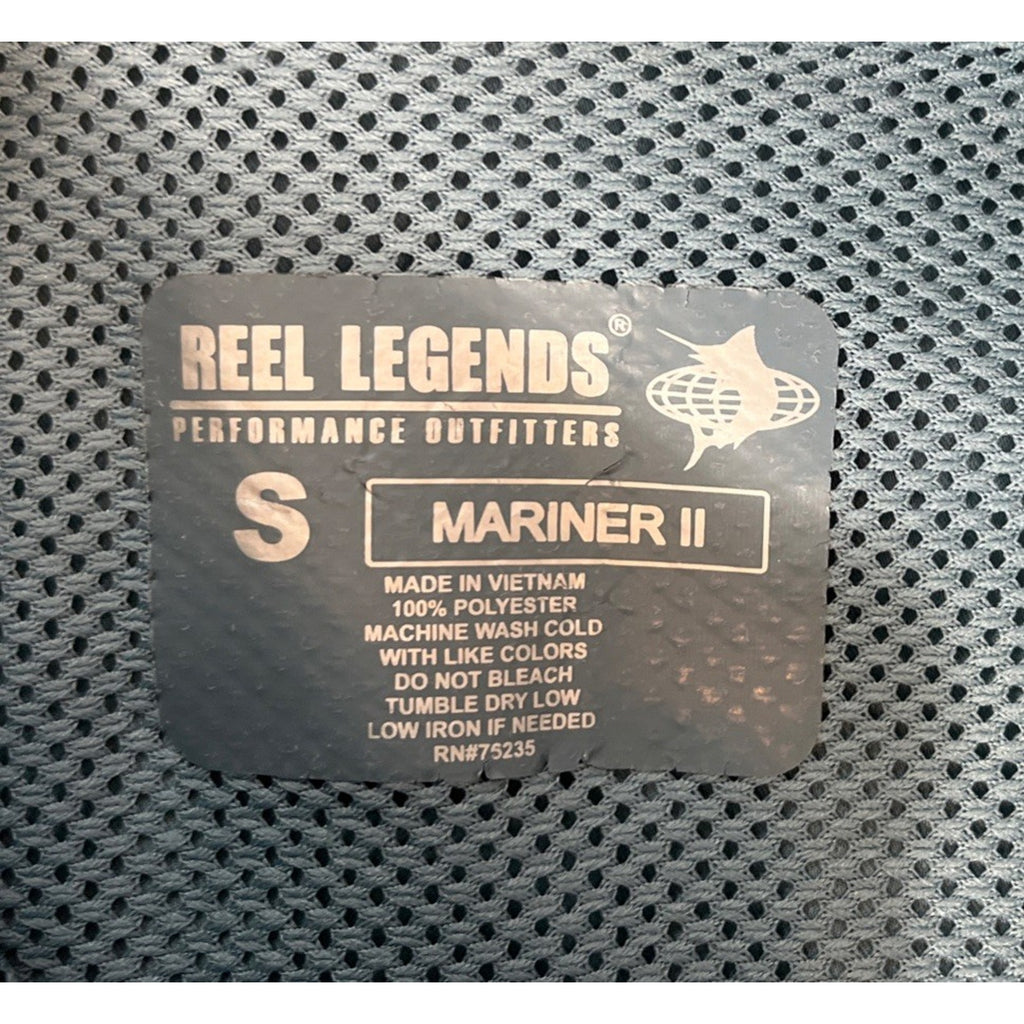 REEL LEGENDS®
PERFORMANCE OUTFITTERS
S
MARINER II
MADE IN VIETNAM
100% POLYESTER
MACHINE WASH COLD
WITH LIKE COLORS
DO NOT BLEACH
TUMBLE DRY LOW
LOW IRON IF NEEDED
RN#75235